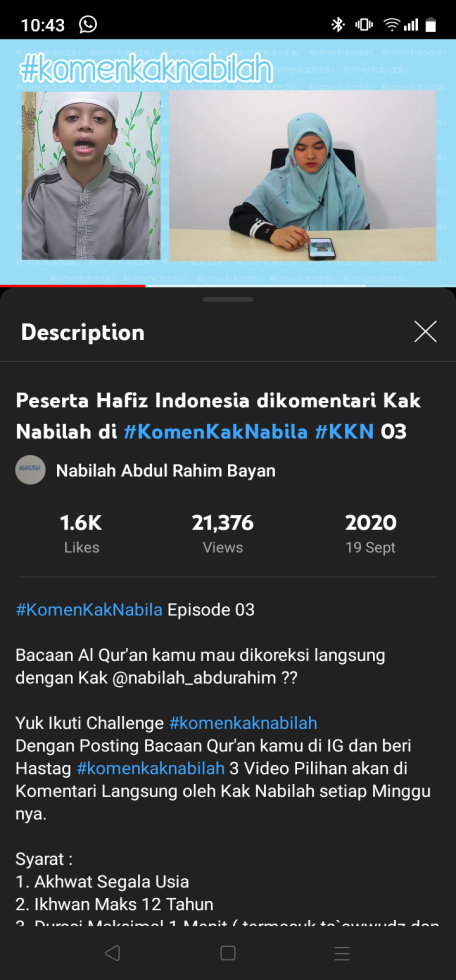 10:43
#komenkaknabilah
Description
Peserta Hafiz Indonesia dikomentari Kak
Nabilah di #KomenKakNabila #KKN 03
Nabilah Abdul Rahim Bayan
1.6K 21,376 2020
Likes Views 19 Sept
#KomenKakNabila Episode 03
Bacaan Al Qur'an kamu mau dikoreksi langsung
dengan Kak @nabilah_abdurahim ??
Yuk Ikuti Challenge #komenkaknabilah
Dengan Posting Bacaan Qur'an kamu di IG dan beri
Hastag #komenkaknabilah 3 Video Pilihan akan di
Komentari Langsung oleh Kak Nabilah setiap Minggu
nya.
Syarat :
1. Akhwat Segala Usia
2. Ikhwan Maks 12 Tahun
3. Durasi Maksimal 1 Menit ( termasuk ta`awwudz dan